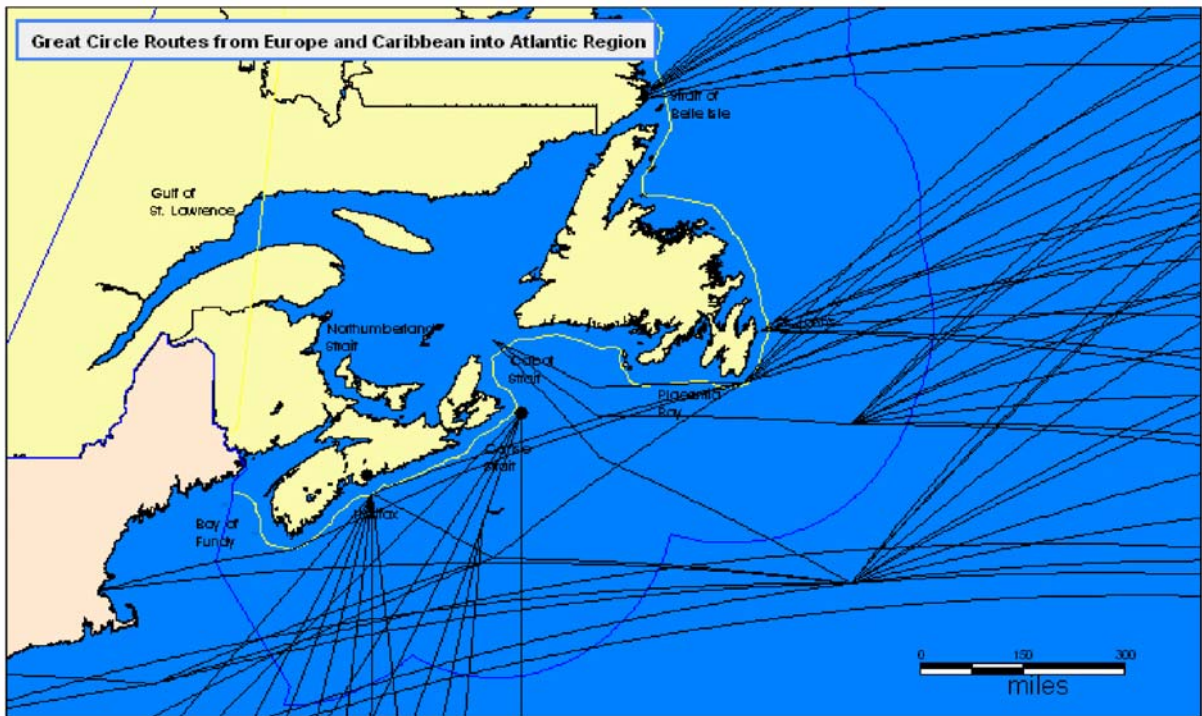 Great Circle Routes from Europe and Caribbean into Atlantic Region
Strait of
Belle Isle
Gulf of
St. Lawrence
Northumberland
Strait
Cabot
Strait
Placentia
Bay
Strait
Halifax
Bay of
Fundy
0 150 300
miles